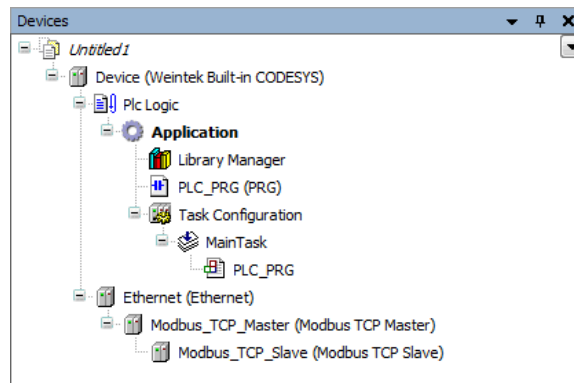 Devices
Untitled1
Device (Weintek Built-in CODESYS)
Plc Logic
Application
Library Manager
PLC_PRG (PRG)
Task Configuration
MainTask
PLC_PRG
Ethernet (Ethernet)
Modbus_TCP_Master (Modbus TCP Master)
Modbus_TCP_Slave (Modbus TCP Slave)